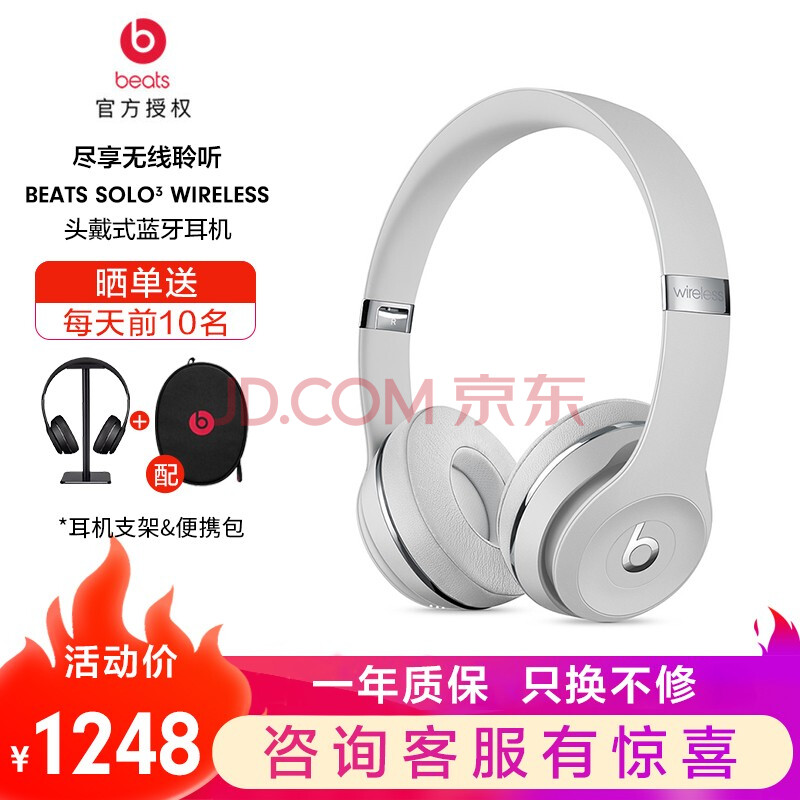 beats
官方授权
尽享无线聆听
BEATS SOLO³ WIRELESS
头戴式蓝牙耳机
晒单送
每天前10名
wireless
R
JD.COM 京东
+
配
*耳机支架&便携包
活动价
¥1248
一年质保 只换不修
咨询客服有惊喜